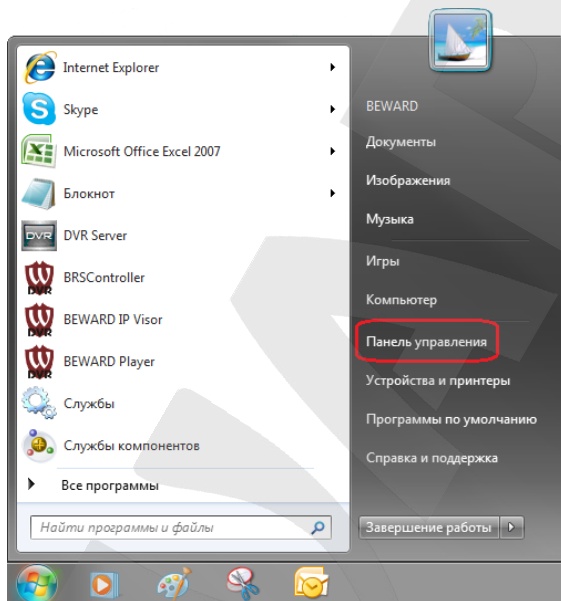 Internet Explorer
Skype
Microsoft Office Excel 2007
Блокнот
DVR Server
BRSController
BEWARD IP Visor
BEWARD Player
Службы
Службы компонентов
Все программы
Найти программы и файлы
BEWARD
Документы
Изображения
Музыка
Игры
Компьютер
Панель управления
Устройства и принтеры
Программы по умолчанию
Справка и поддержка
Завершение работы